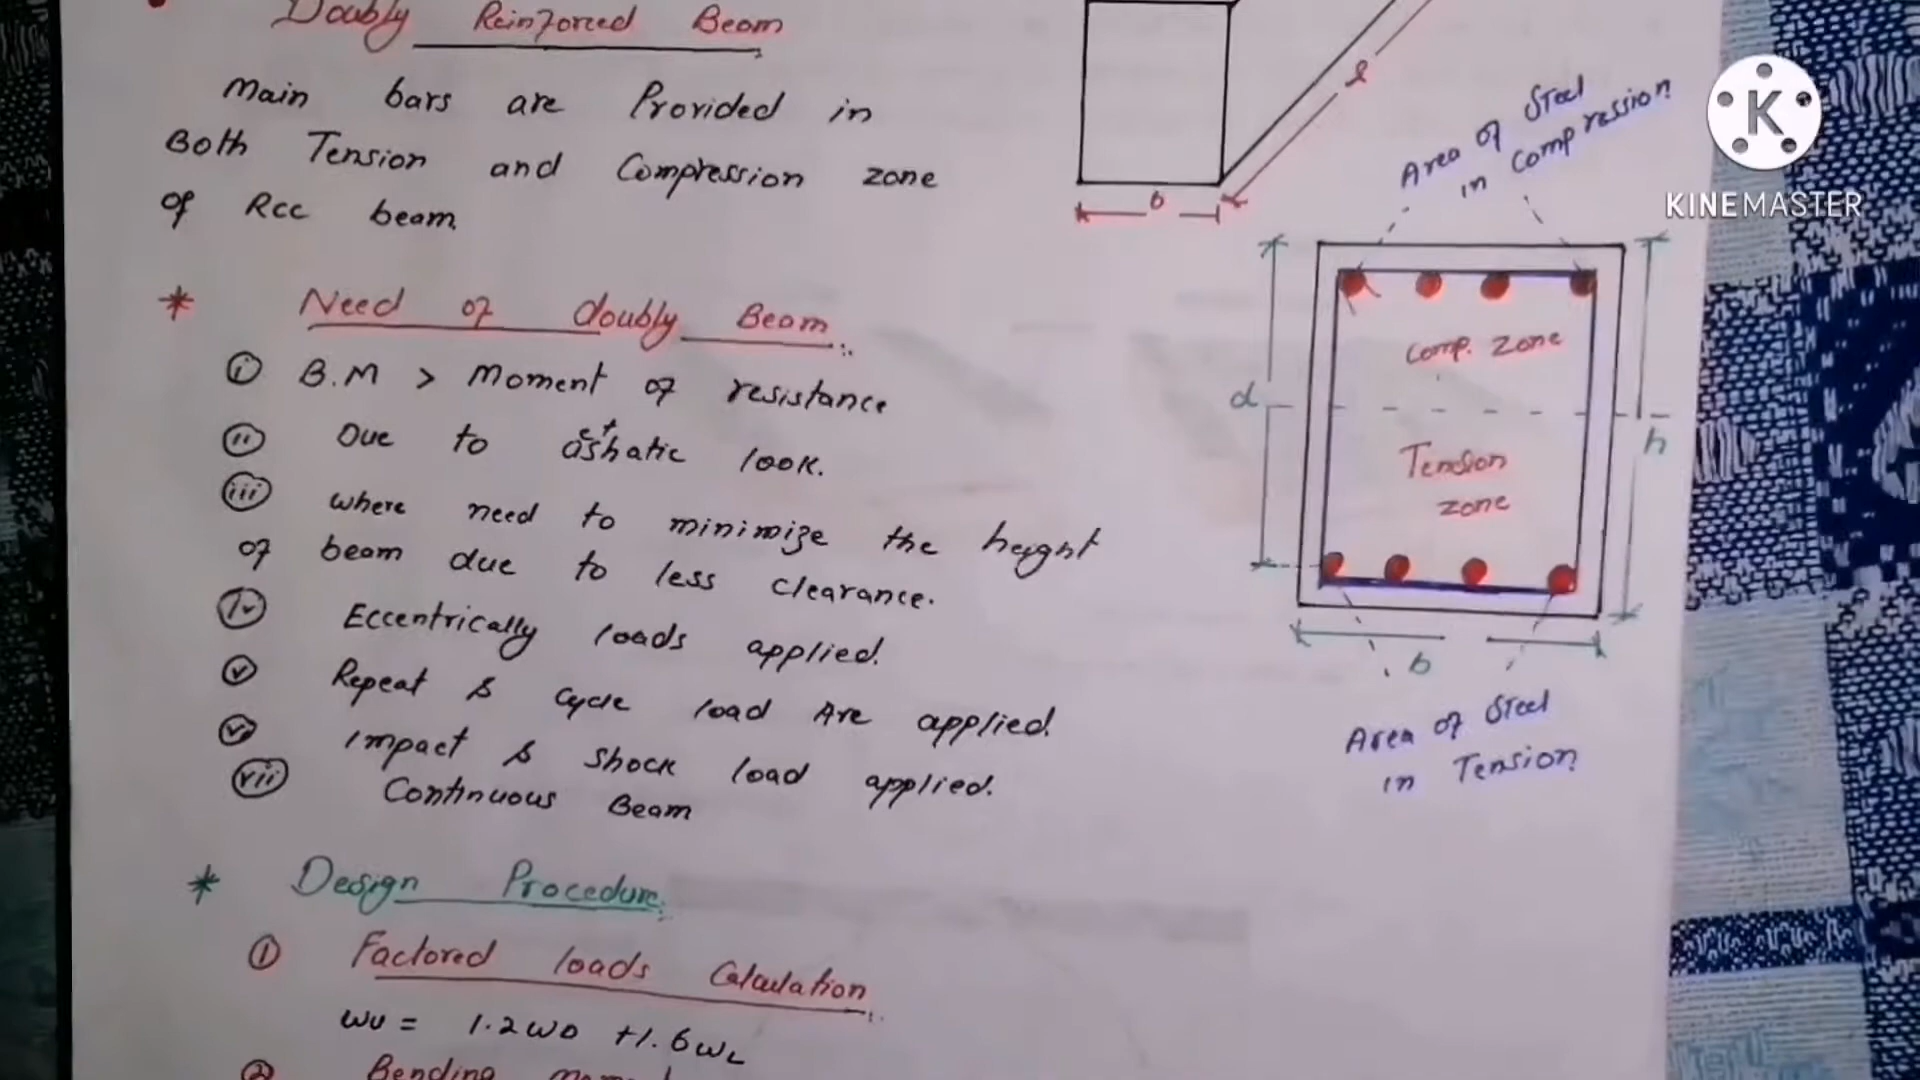 Doubly Reinforced Beam
Main bars are Provided in
Both Tension and Compression zone
of RCC beam.
* Need of doubly Beam:
(i) B.M > Moment of resistance
(ii) Due to ashatic look.
et
(iii) where need to minimize the height
of beam due to less clearance.
(iv) Eccentrically loads applied.
(v) Repeat & Cycle load Are applied.
(v) Impact & Shock load applied.
(vii) Continuous Beam
* Design Procedure:
(1) Factored loads Calculation:
wu = 1.2wD + 1.6wL
(2) Bending
b
l
Area of Steel
in Compression
Comp. zone
d
h
Tension
zone
b
Area of Steel
in Tension
K
KINEMASTER